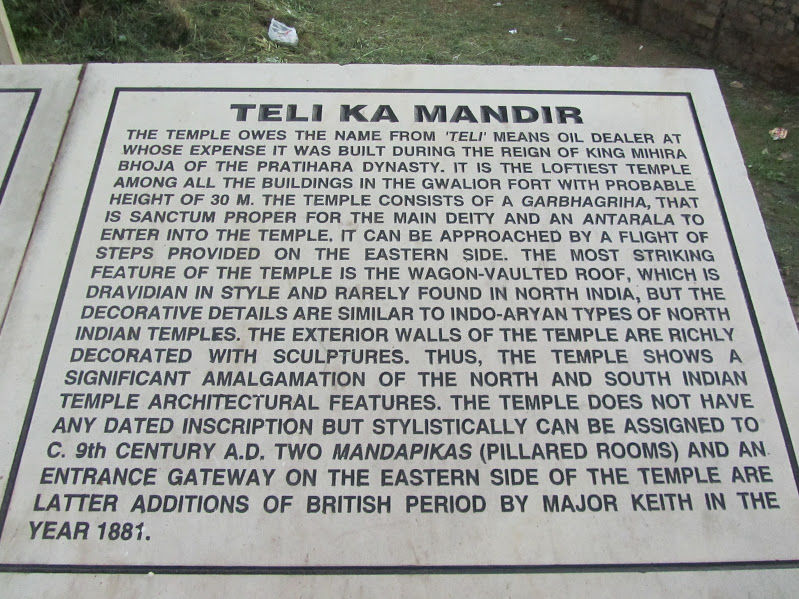 TELI KA MANDIR
THE TEMPLE OWES THE NAME FROM 'TELI' MEANS OIL DEALER AT
WHOSE EXPENSE IT WAS BUILT DURING THE REIGN OF KING MIHIRA
BHOJA OF THE PRATIHARA DYNASTY. IT IS THE LOFTIEST TEMPLE
AMONG ALL THE BUILDINGS IN THE GWALIOR FORT WITH PROBABLE
HEIGHT OF 30 M. THE TEMPLE CONSISTS OF A GARBHAGRIHA, THAT
IS SANCTUM PROPER FOR THE MAIN DEITY AND AN ANTARALA TO
ENTER INTO THE TEMPLE. IT CAN BE APPROACHED BY A FLIGHT OF
STEPS PROVIDED ON THE EASTERN SIDE. THE MOST STRIKING
FEATURE OF THE TEMPLE IS THE WAGON-VAULTED ROOF, WHICH IS
DRAVIDIAN IN STYLE AND RARELY FOUND IN NORTH INDIA, BUT THE
DECORATIVE DETAILS ARE SIMILAR TO INDO-ARYAN TYPES OF NORTH
INDIAN TEMPLES. THE EXTERIOR WALLS OF THE TEMPLE ARE RICHLY
DECORATED WITH SCULPTURES. THUS, THE TEMPLE SHOWS A
SIGNIFICANT AMALGAMATION OF THE NORTH AND SOUTH INDIAN
TEMPLE ARCHITECTURAL FEATURES. THE TEMPLE DOES NOT HAVE
ANY DATED INSCRIPTION BUT STYLISTICALLY CAN BE ASSIGNED TO
C. 9th CENTURY A.D. TWO MANDAPIKAS (PILLARED ROOMS) AND AN
ENTRANCE GATEWAY ON THE EASTERN SIDE OF THE TEMPLE ARE
LATTER ADDITIONS OF BRITISH PERIOD BY MAJOR KEITH IN THE
YEAR 1881.